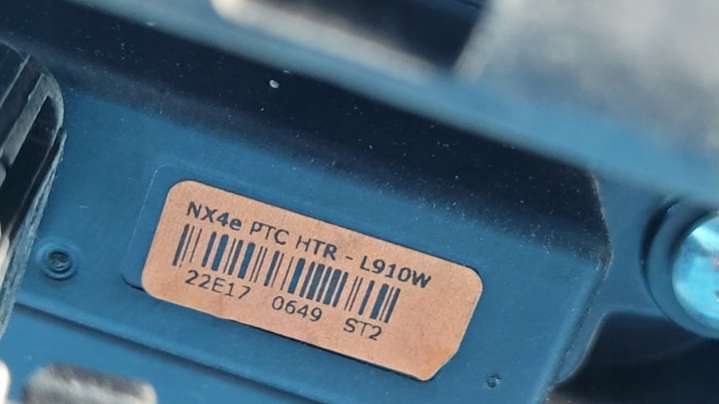 NX4e PTC HTR - L910W
22E17 0649 ST2